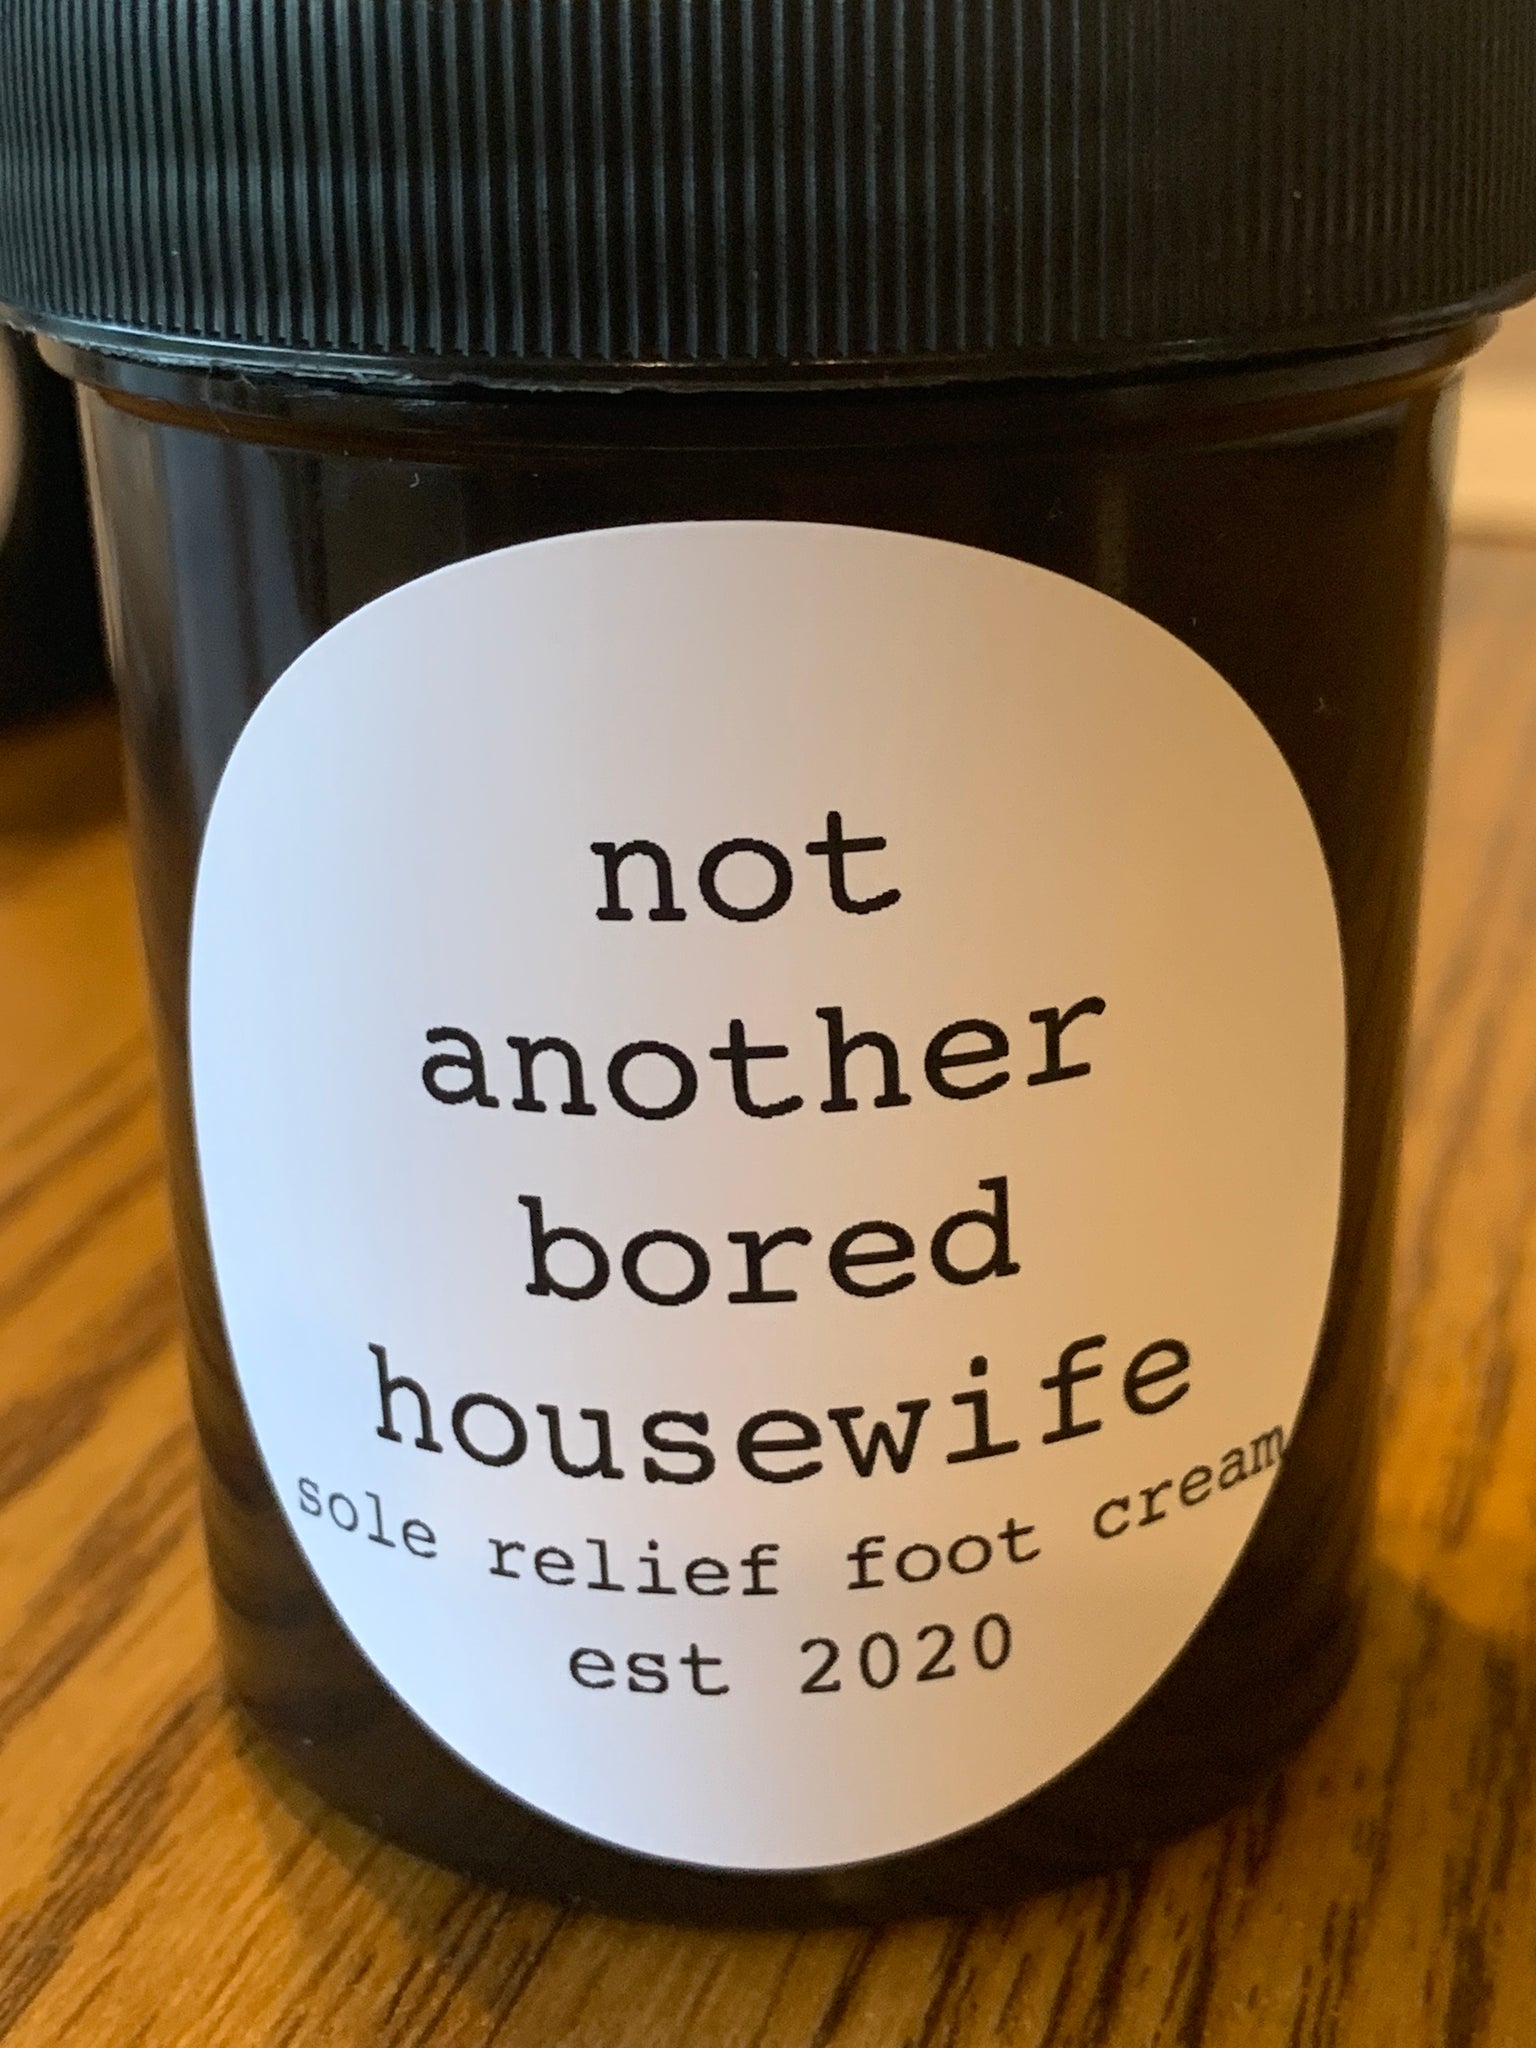 not
another
bored
housewife
sole relief foot cream
est 2020